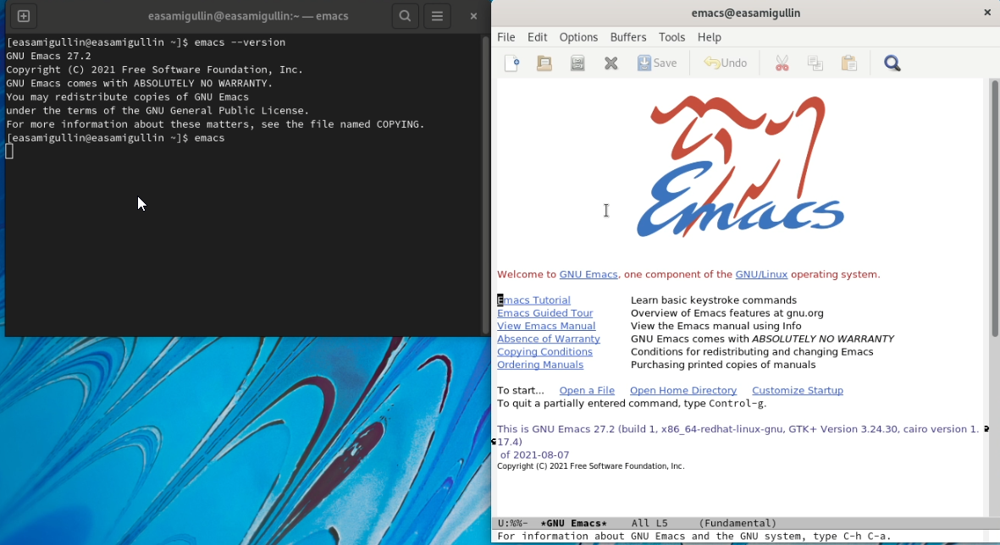 easamigullin@easamigullin:~ — emacs
[easamigullin@easamigullin ~]$ emacs --version
GNU Emacs 27.2
Copyright (C) 2021 Free Software Foundation, Inc.
GNU Emacs comes with ABSOLUTELY NO WARRANTY.
You may redistribute copies of GNU Emacs
under the terms of the GNU General Public License.
For more information about these matters, see the file named COPYING.
[easamigullin@easamigullin ~]$ emacs
emacs@easamigullin
File Edit Options Buffers Tools Help
Save Undo
Emacs
Welcome to GNU Emacs, one component of the GNU/Linux operating system.
Emacs Tutorial Learn basic keystroke commands
Emacs Guided Tour Overview of Emacs features at gnu.org
View Emacs Manual View the Emacs manual using Info
Absence of Warranty GNU Emacs comes with ABSOLUTELY NO WARRANTY
Copying Conditions Conditions for redistributing and changing Emacs
Ordering Manuals Purchasing printed copies of manuals
To start... Open a File Open Home Directory Customize Startup
To quit a partially entered command, type Control-g.
This is GNU Emacs 27.2 (build 1, x86_64-redhat-linux-gnu, GTK+ Version 3.24.30, cairo version 1.
17.4)
of 2021-08-07
Copyright (C) 2021 Free Software Foundation, Inc.
U:%%- *GNU Emacs* All L5 (Fundamental)
For information about GNU Emacs and the GNU system, type C-h C-a.